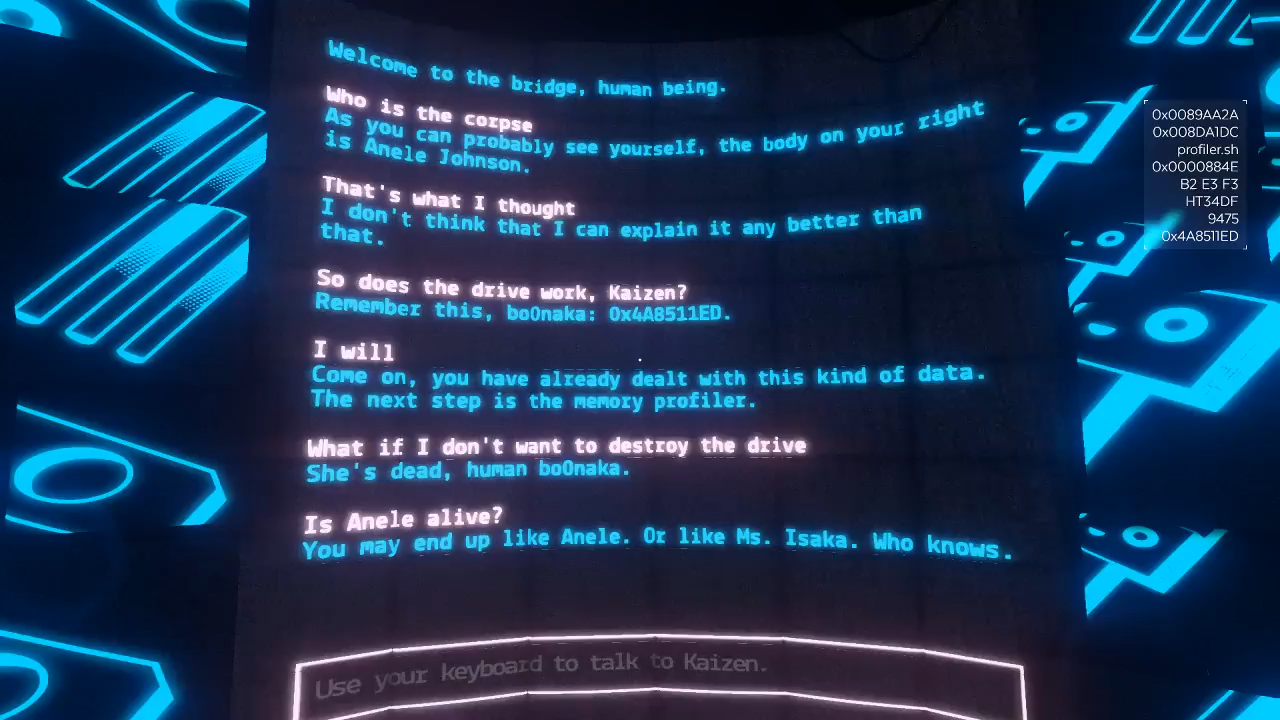 Welcome to the bridge, human being.
Who is the corpse
As you can probably see yourself, the body on your right
is Anele Johnson.
That's what I thought
I don't think that I can explain it any better than
that.
So does the drive work, Kaizen?
Remember this, bo0naka: 0x4A8511ED.
I will
Come on, you have already dealt with this kind of data.
The next step is the memory profiler.
What if I don't want to destroy the drive
She's dead, human bo0naka.
Is Anele alive?
You may end up like Anele. Or like Ms. Isaka. Who knows.
Use your keyboard to talk to Kaizen.
0x0089AA2A
0x008DA1DC
profiler.sh
0x0000884E
B2 E3 F3
HT34DF
9475
0x4A8511ED